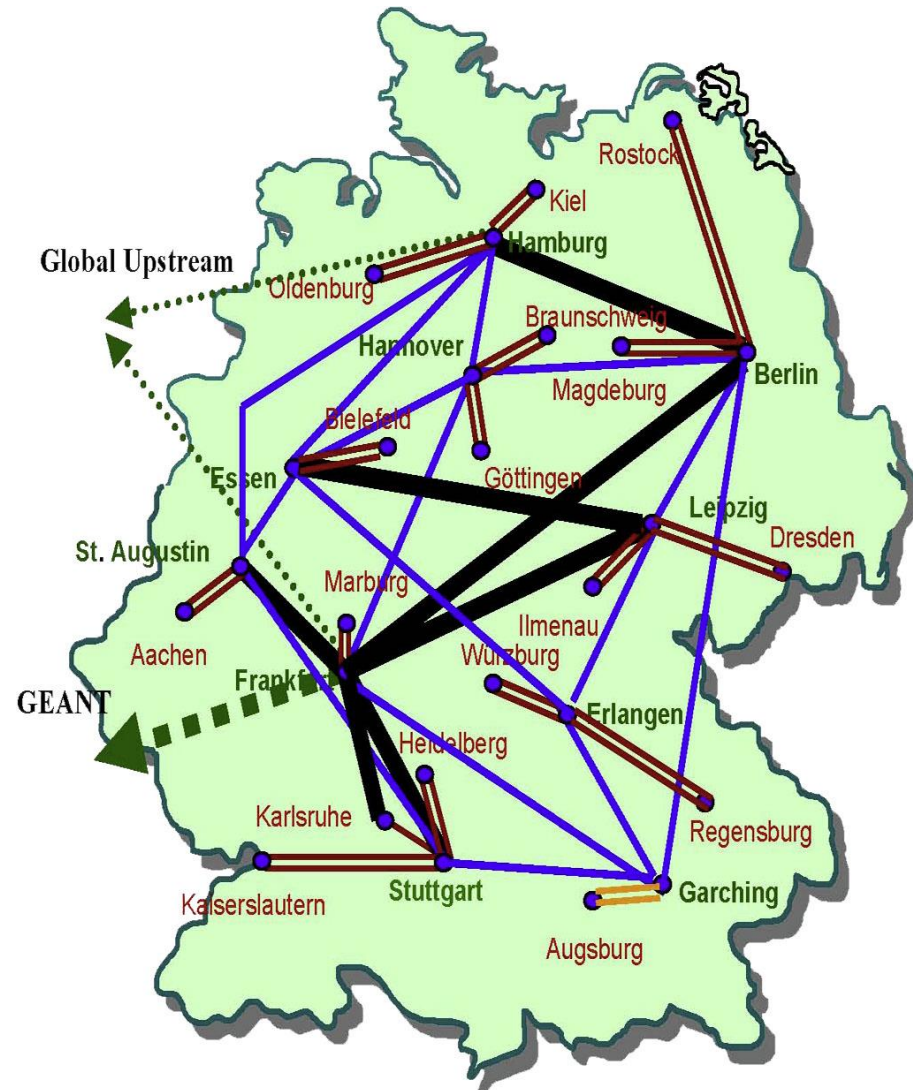 Rostock
Kiel
Hamburg
Global Upstream
Oldenburg
Braunschweig
Hannover
Magdeburg
Berlin
Bielefeld
Essen
Göttingen
Leipzig
St. Augustin
Dresden
Marburg
Aachen
Ilmenau
Würzburg
Frankfurt
GEANT
Erlangen
Heidelberg
Karlsruhe
Regensburg
Stuttgart
Garching
Kaiserslautern
Augsburg